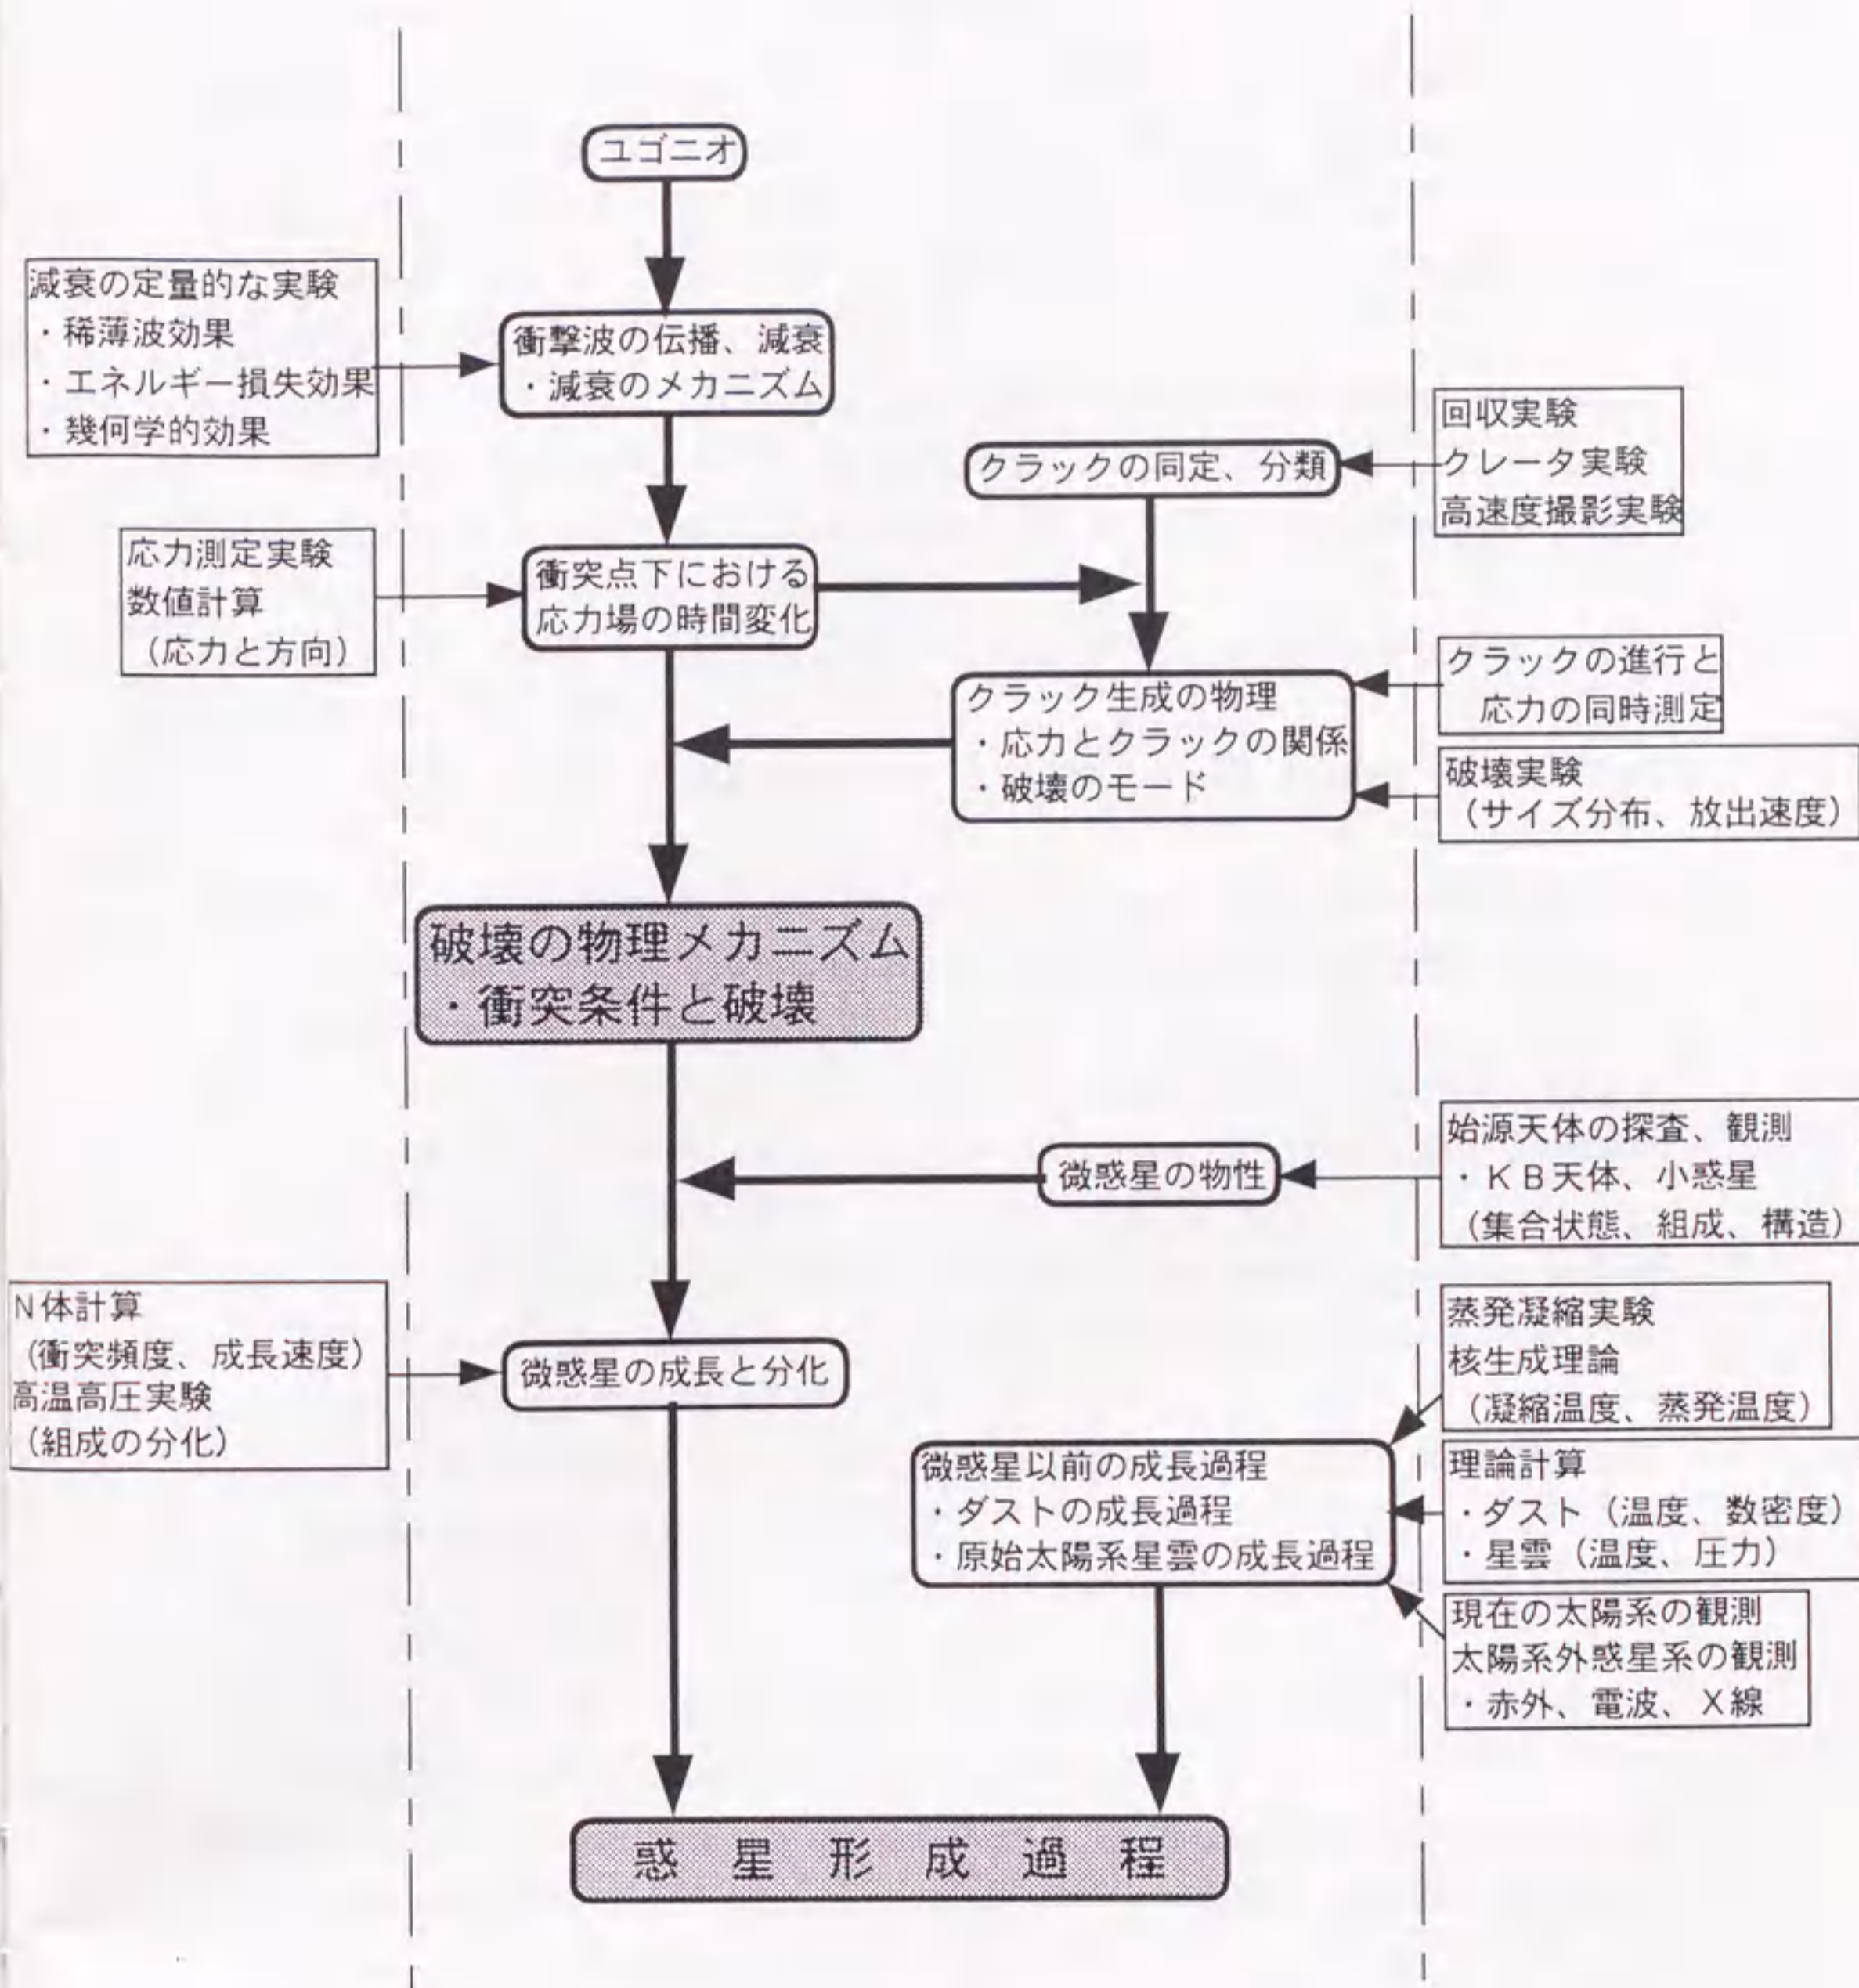 ユゴニオ
減衰の定量的な実験
・稀薄波効果
・エネルギー損失効果
・幾何学的効果
衝撃波の伝播、減衰
・減衰のメカニズム
回収実験
クレータ実験
高速度撮影実験
クラックの同定、分類
応力測定実験
数値計算
（応力と方向）
衝突点下における
応力場の時間変化
クラックの進行と
応力の同時測定
クラック生成の物理
・応力とクラックの関係
・破壊のモード
破壊実験
（サイズ分布、放出速度）
破壊の物理メカニズム
・衝突条件と破壊
始源天体の探査、観測
・ＫＢ天体、小惑星
（集合状態、組成、構造）
微惑星の物性
Ｎ体計算
（衝突頻度、成長速度）
高温高圧実験
（組成の分化）
微惑星の成長と分化
蒸発凝縮実験
核生成理論
（凝縮温度、蒸発温度）
微惑星以前の成長過程
・ダストの成長過程
・原始太陽系星雲の成長過程
理論計算
・ダスト（温度、数密度）
・星雲（温度、圧力）
現在の太陽系の観測
太陽系外惑星系の観測
・赤外、電波、Ｘ線
惑星形成過程